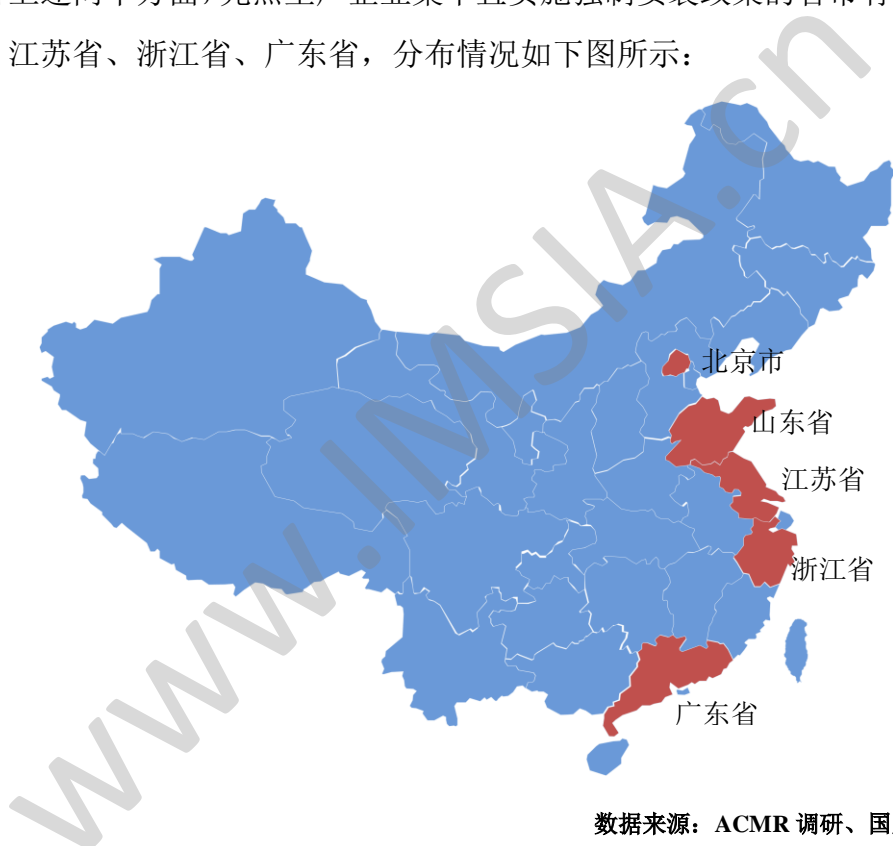 江苏省、浙江省、广东省，分布情况如下图所示：
北京市
山东省
江苏省
浙江省
广东省
数据来源：ACMR 调研、国
www.IMSIA.cn